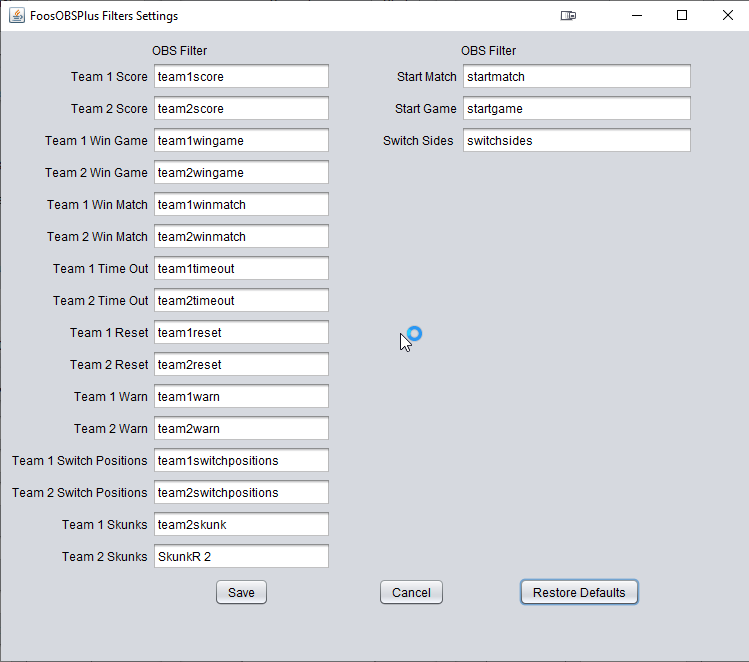 FoosOBSPlus Filters Settings
OBS Filter OBS Filter
Team 1 Score team1score Start Match startmatch
Team 2 Score team2score Start Game startgame
Team 1 Win Game team1wingame Switch Sides switchsides
Team 2 Win Game team2wingame
Team 1 Win Match team1winmatch
Team 2 Win Match team2winmatch
Team 1 Time Out team1timeout
Team 2 Time Out team2timeout
Team 1 Reset team1reset
Team 2 Reset team2reset
Team 1 Warn team1warn
Team 2 Warn team2warn
Team 1 Switch Positions team1switchpositions
Team 2 Switch Positions team2switchpositions
Team 1 Skunks team2skunk
Team 2 Skunks SkunkR 2
Save Cancel Restore Defaults